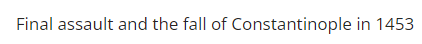 Final assault and the fall of Constantinople in 1453